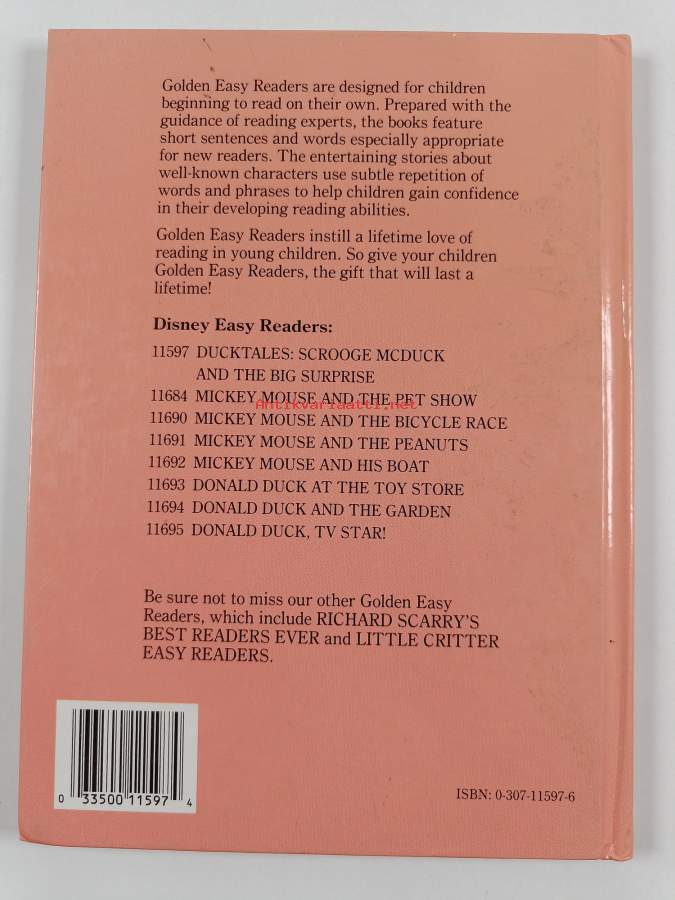 Golden Easy Readers are designed for children
beginning to read on their own. Prepared with the
guidance of reading experts, the books feature
short sentences and words especially appropriate
for new readers. The entertaining stories about
well-known characters use subtle repetition of
words and phrases to help children gain confidence
in their developing reading abilities.
Golden Easy Readers instill a lifetime love of
reading in young children. So give your children
Golden Easy Readers, the gift that will last a
lifetime!
Disney Easy Readers:
11597 DUCKTALES: SCROOGE MCDUCK
AND THE BIG SURPRISE
11684 MICKEY MOUSE AND THE PET SHOW
Antikvariaatti.net
11690 MICKEY MOUSE AND THE BICYCLE RACE
11691 MICKEY MOUSE AND THE PEANUTS
11692 MICKEY MOUSE AND HIS BOAT
11693 DONALD DUCK AT THE TOY STORE
11694 DONALD DUCK AND THE GARDEN
11695 DONALD DUCK, TV STAR!
Be sure not to miss our other Golden Easy
Readers, which include RICHARD SCARRY'S
BEST READERS EVER and LITTLE CRITTER
EASY READERS.
0 33500 11597 4
ISBN: 0-307-11597-6